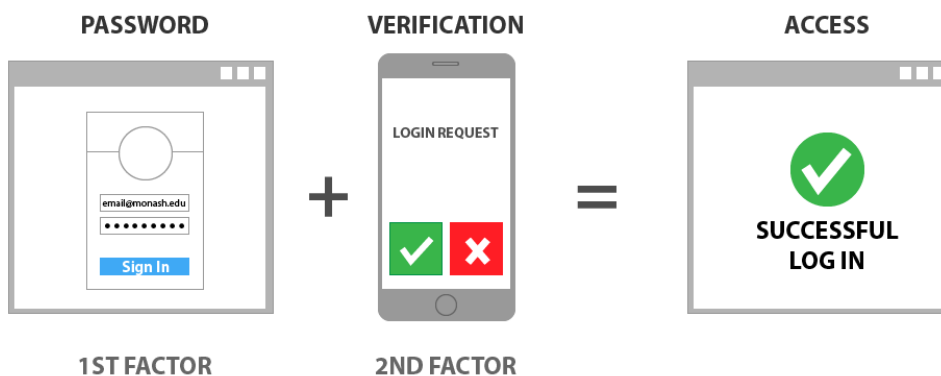 PASSWORD
VERIFICATION
ACCESS
email@monash.edu
•••••••••
Sign In
LOGIN REQUEST
SUCCESSFUL
LOG IN
1ST FACTOR
2ND FACTOR